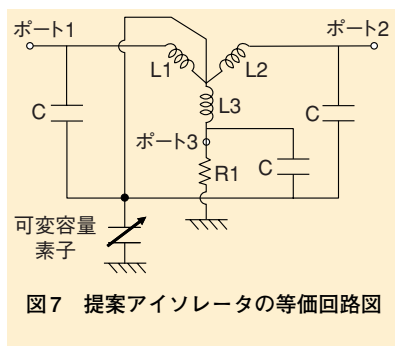 ポート1
ポート2
L1
L2
C
L3
C
ポート3
R1
C
可変容量
素子
図7 提案アイソレータの等価回路図